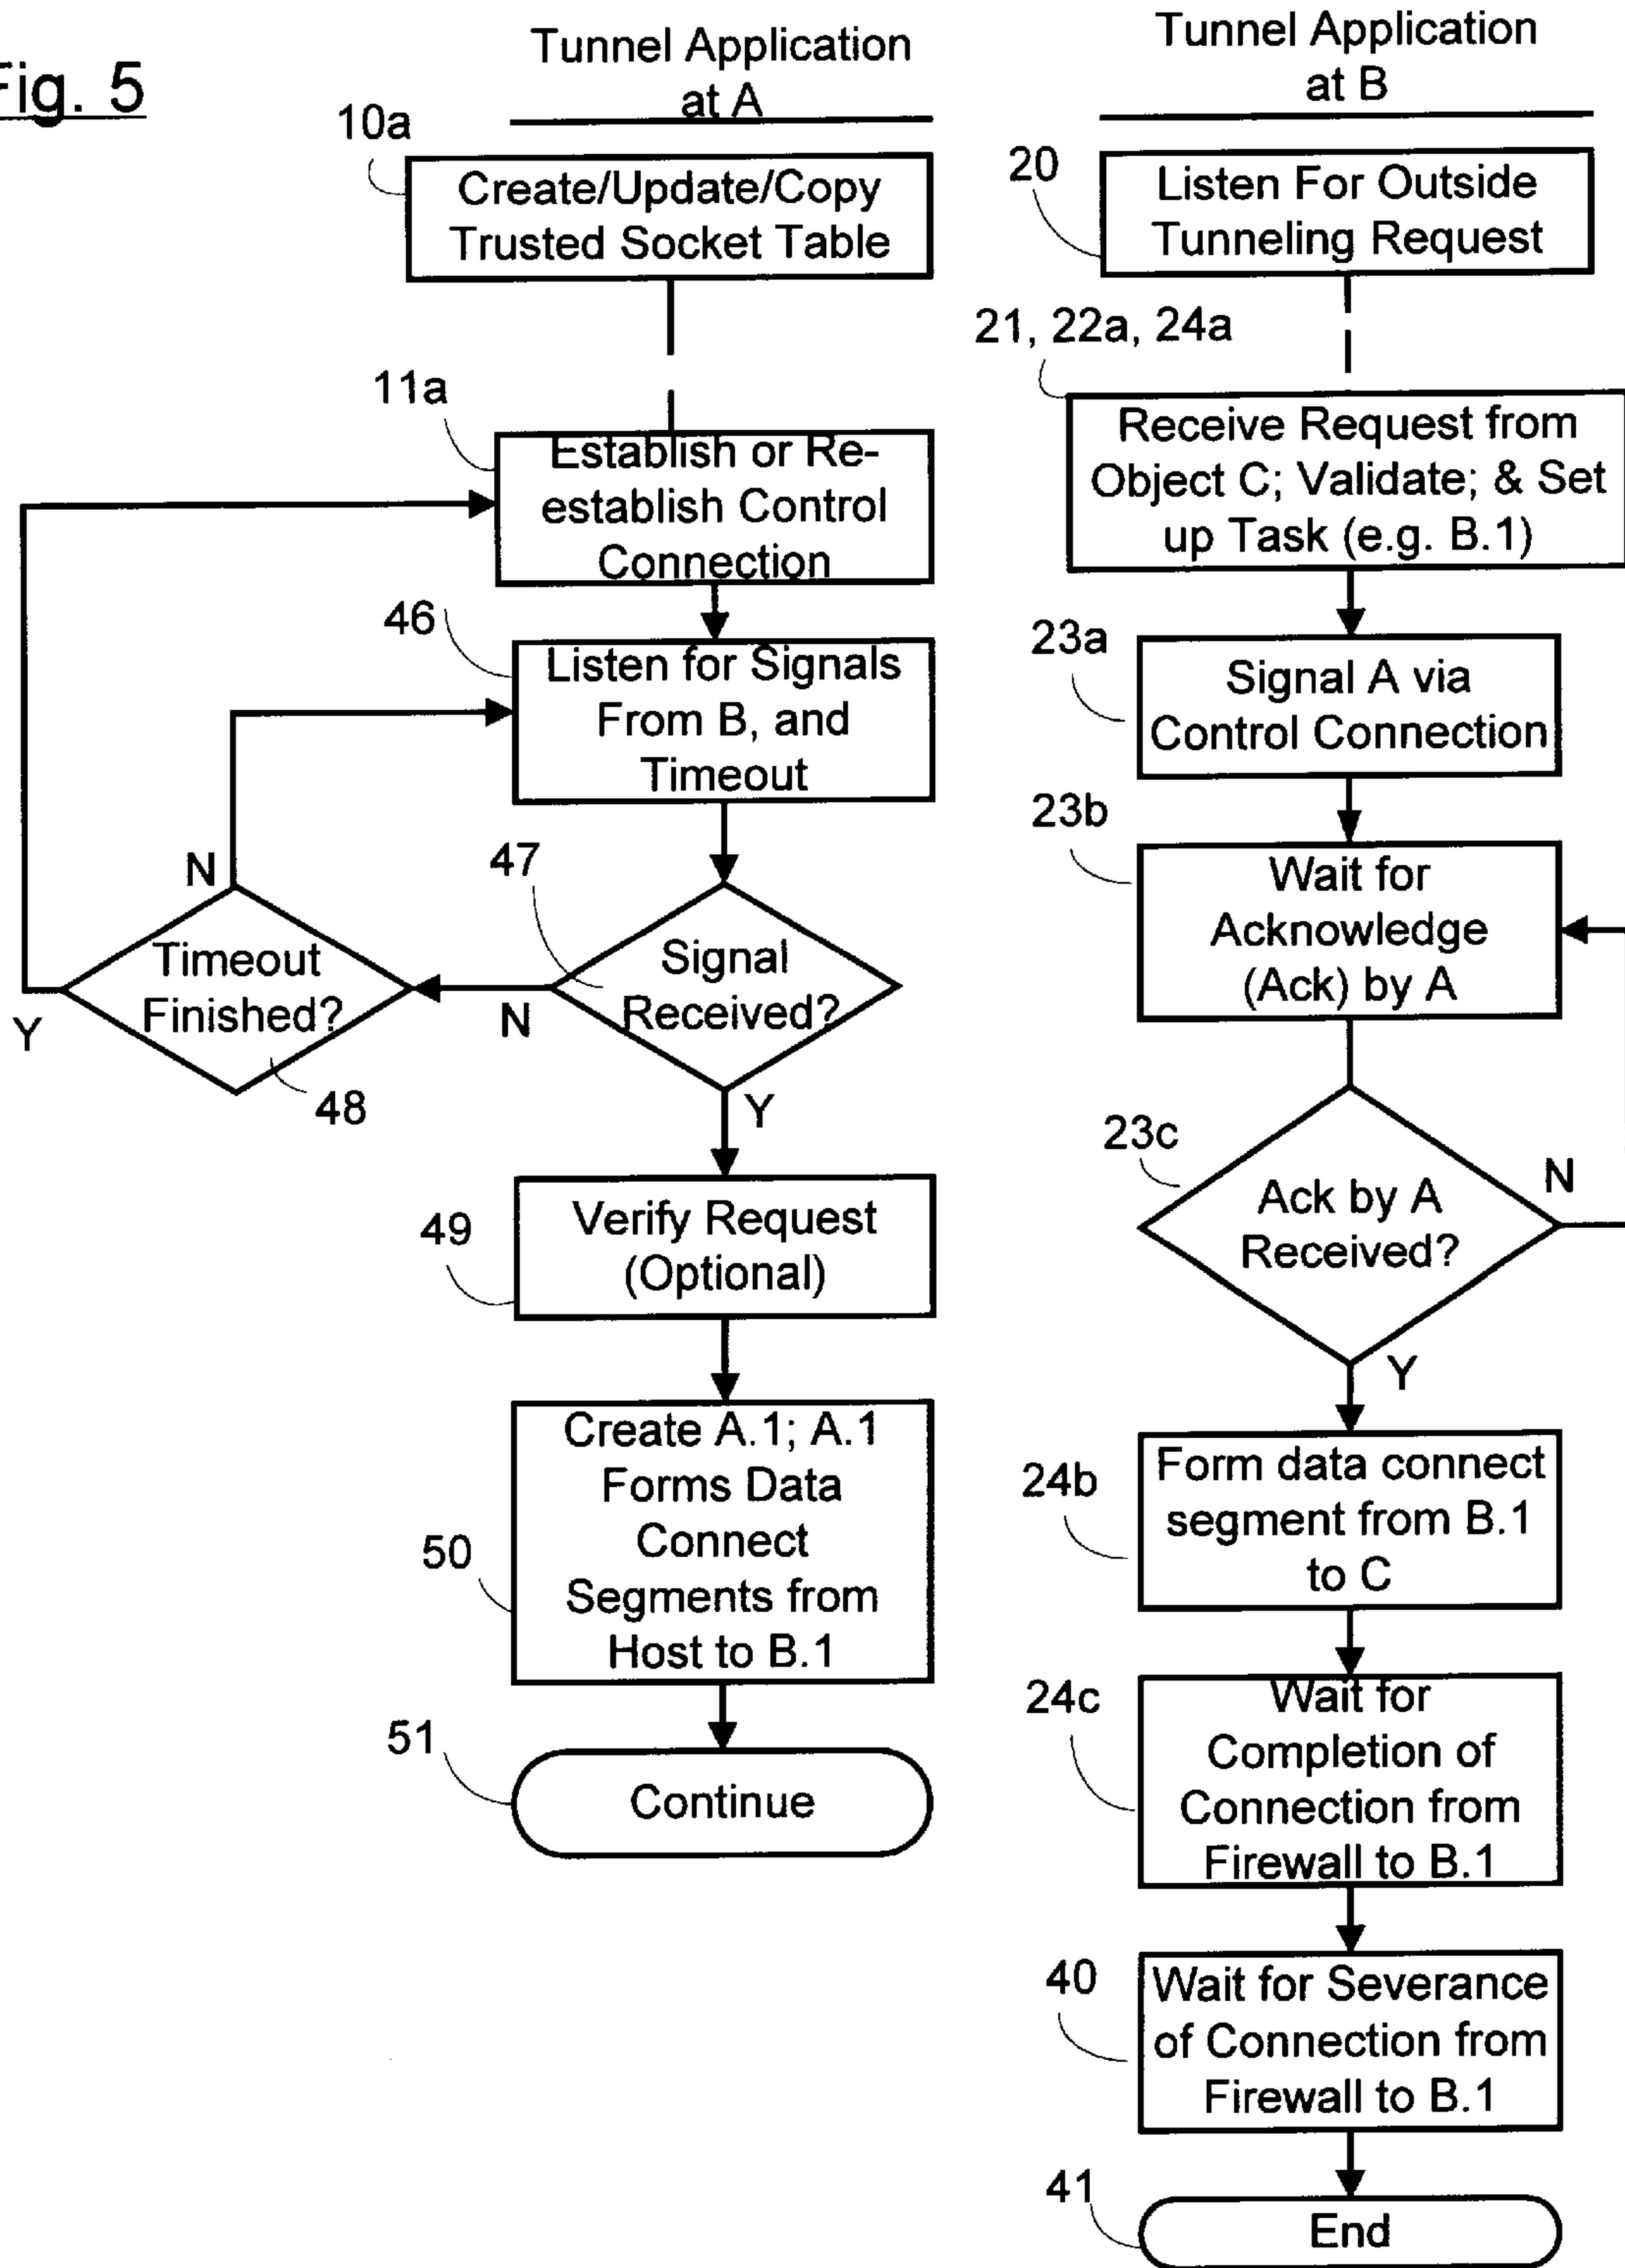 Fig. 5
Tunnel Application
at A
10a
Create/Update/Copy
Trusted Socket Table
11a
Establish or Re-
establish Control
Connection
46
Listen for Signals
From B, and
Timeout
N
47
Timeout
Finished?
Signal
Received?
Y
N
48
Y
49
Verify Request
(Optional)
50
Create A.1; A.1
Forms Data
Connect
Segments from
Host to B.1
51
Continue
Tunnel Application
at B
20
Listen For Outside
Tunneling Request
21, 22a, 24a
Receive Request from
Object C; Validate; & Set
up Task (e.g. B.1)
23a
Signal A via
Control Connection
23b
Wait for
Acknowledge
(Ack) by A
23c
Ack by A
Received?
N
Y
24b
Form data connect
segment from B.1
to C
24c
Wait for
Completion of
Connection from
Firewall to B.1
40
Wait for Severance
of Connection from
Firewall to B.1
41
End